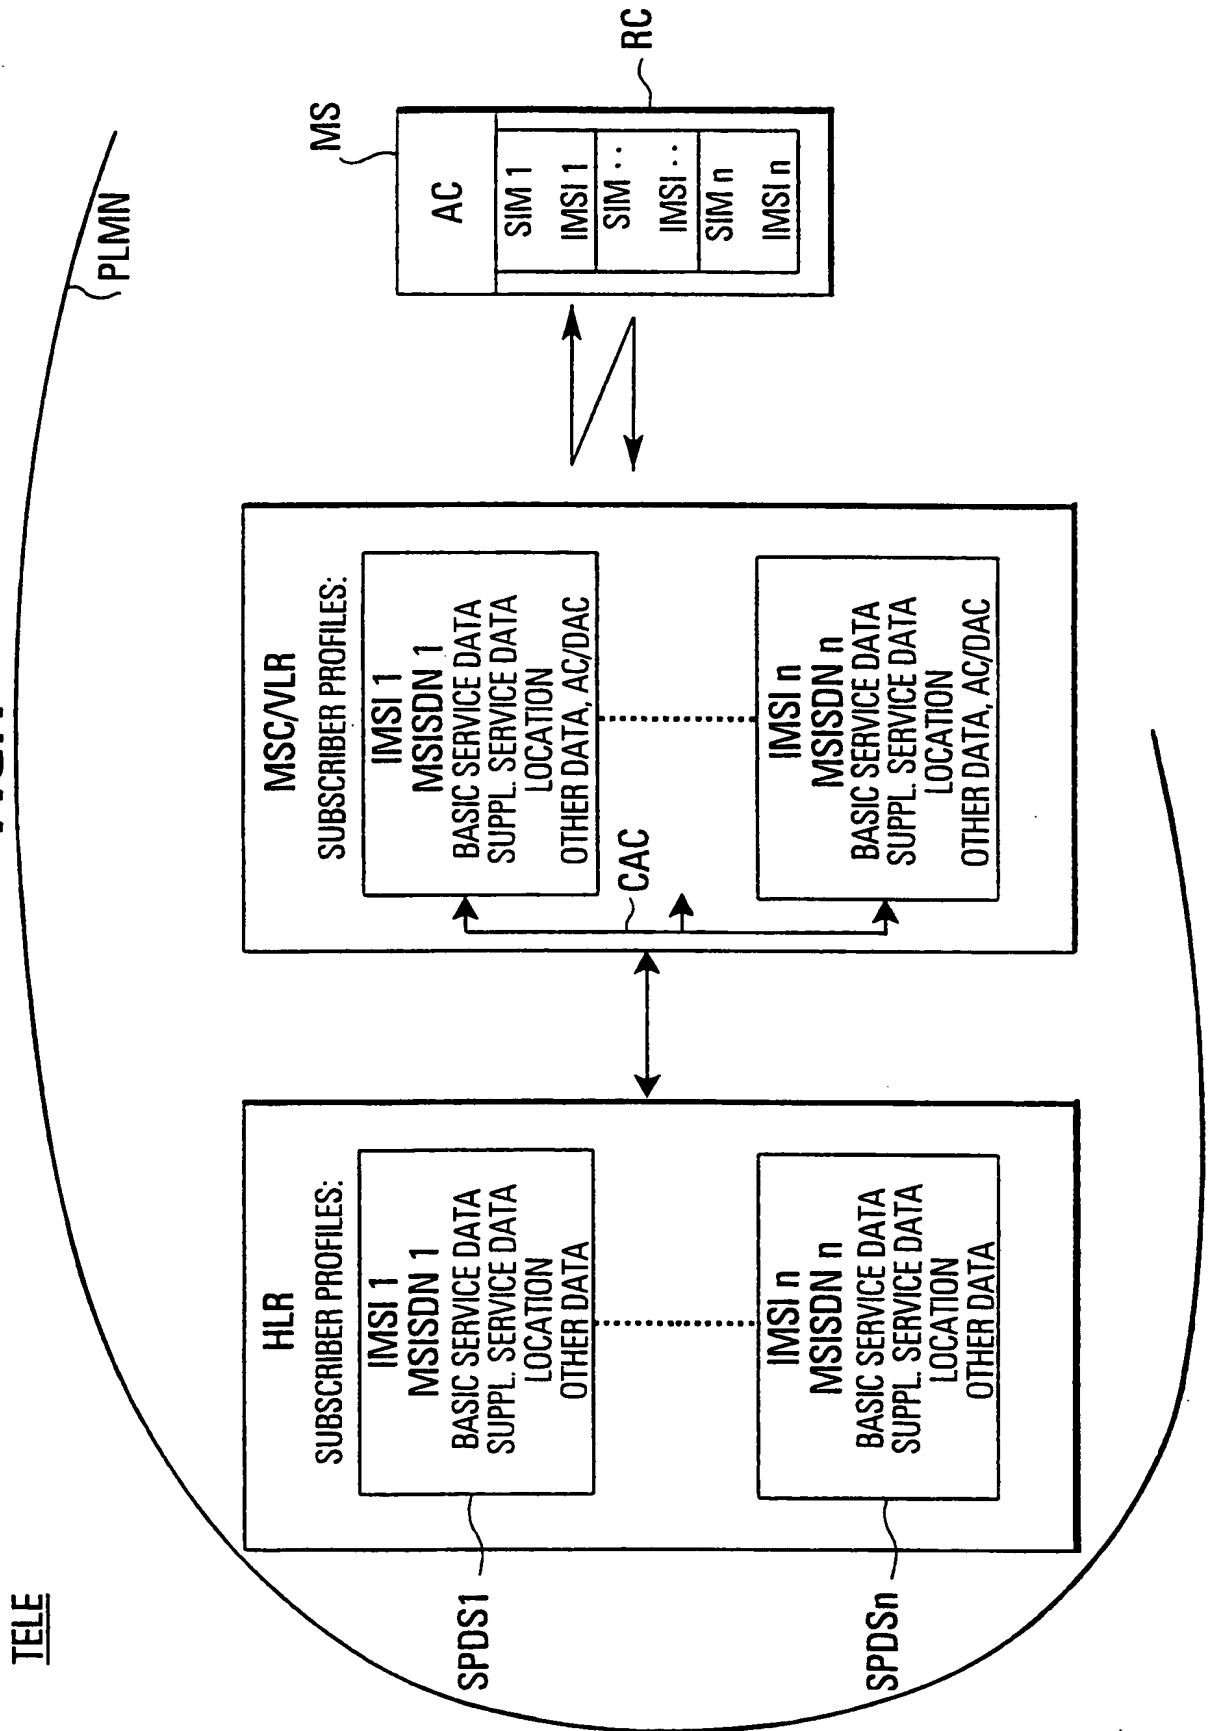 TELE
PLMN
HLR
SUBSCRIBER PROFILES:
IMSI 1
MSISDN 1
BASIC SERVICE DATA
SUPPL. SERVICE DATA
LOCATION
OTHER DATA
IMSI n
MSISDN n
BASIC SERVICE DATA
SUPPL. SERVICE DATA
LOCATION
OTHER DATA
SPDS1
SPDSn
MSC/VLR
SUBSCRIBER PROFILES:
IMSI 1
MSISDN 1
BASIC SERVICE DATA
SUPPL. SERVICE DATA
LOCATION
OTHER DATA, AC/DAC
CAC
IMSI n
MSISDN n
BASIC SERVICE DATA
SUPPL. SERVICE DATA
LOCATION
OTHER DATA, AC/DAC
MS
AC
SIM 1
IMSI 1
SIM ··
IMSI ··
SIM n
IMSI n
RC